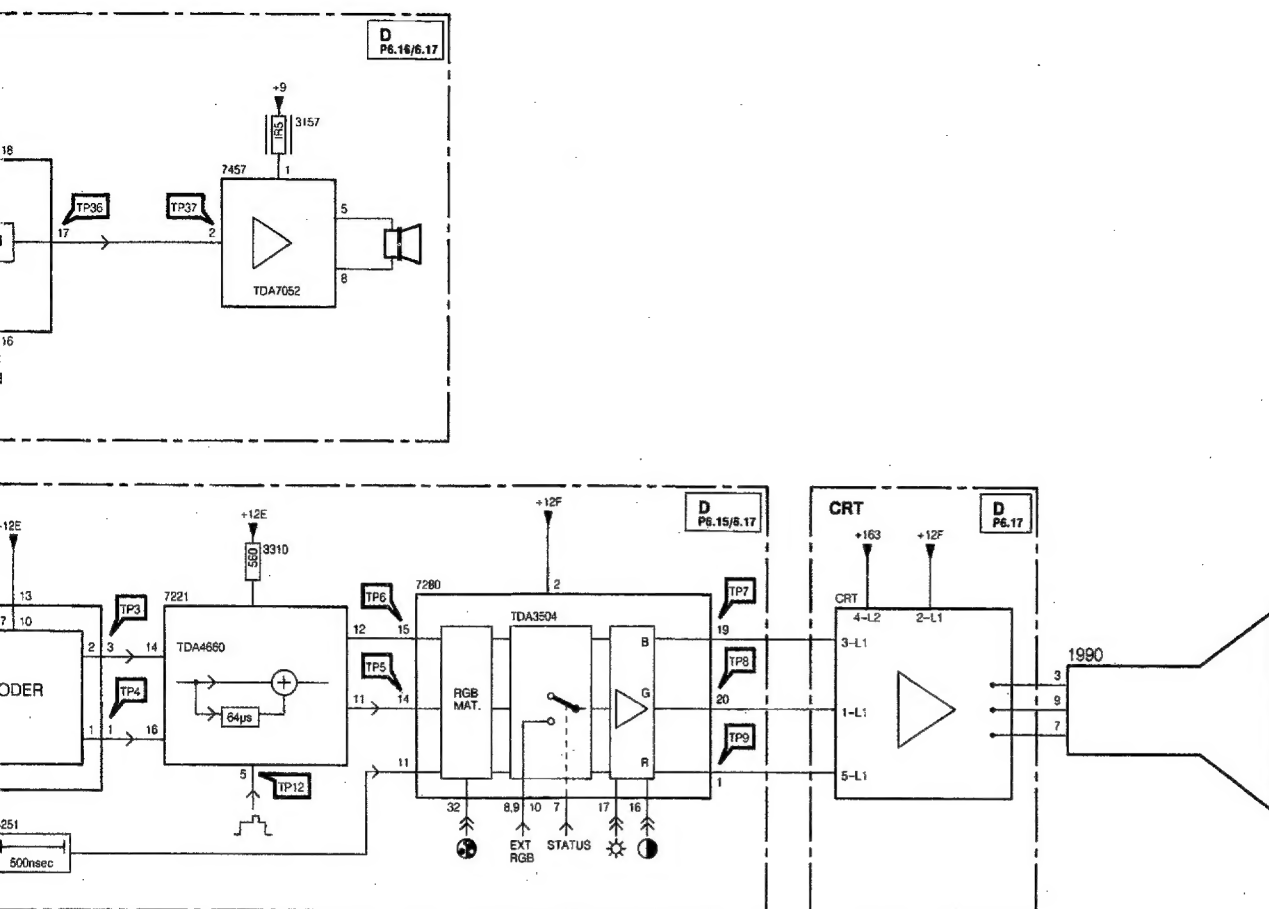 D
P6.16/6.17
+9
3157
18
7457
1
TP36
TP37
5
17
2
8
TDA7052
16
D
P6.15/6.17
CRT
D
P6.17
+12E
+12F
+163
+12F
+12E
560
3310
13
7221
TP6
7280
2
TP7
CRT
4-L2
2-L1
7
10
TP3
TDA3504
12
15
19
2
3
14
TDA4660
B
3-L1
TP8
1990
ODER
TP5
RGB
MAT.
G
3
TP4
64µs
11
14
20
1-L1
9
1
1
16
TP9
7
11
R
5-L1
5
TP12
1
32
8,9
10
7
17
16
251
EXT
RGB
STATUS
500nsec